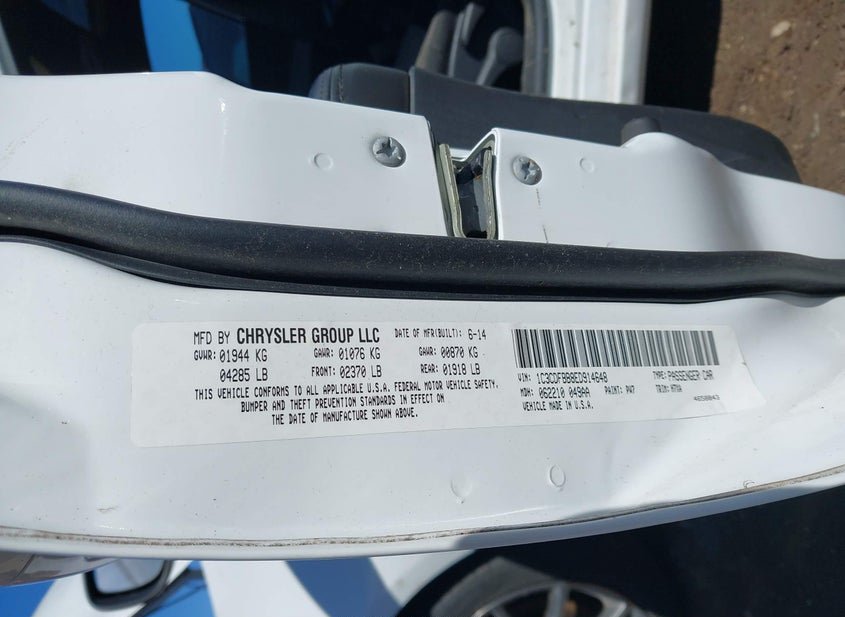 MFD BY CHRYSLER GROUP LLC DATE OF MFR(BUILT): 6-14
GVWR: 01944 KG GAWR: 01076 KG GAWR: 00870 KG
04285 LB FRONT: 02370 LB REAR: 01918 LB
THIS VEHICLE CONFORMS TO ALL APPLICABLE U.S.A. FEDERAL MOTOR VEHICLE SAFETY,
BUMPER AND THEFT PREVENTION STANDARDS IN EFFECT ON
THE DATE OF MANUFACTURE SHOWN ABOVE.
VIN: 1C3CDFBB8ED914648 TYPE: PASSENGER CAR
MDH: 062210 049AA PAINT: PW7 TRIM:
VEHICLE MADE IN U.S.A.